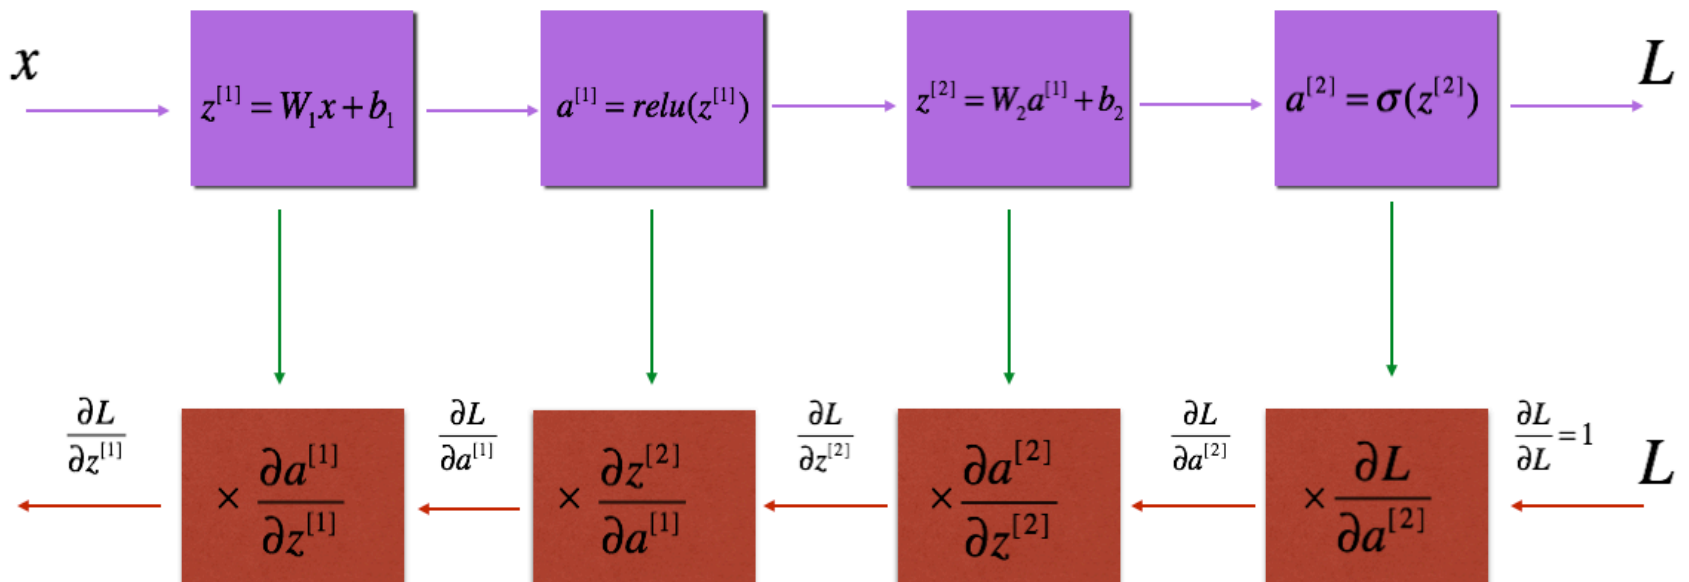 x
z^[1] = W_1x + b_1
a^[1] = relu(z^[1])
z^[2] = W_2a^[1] + b_2
a^[2] = σ(z^[2])
L
∂L/∂z^[1]
× ∂a^[1]/∂z^[1]
∂L/∂a^[1]
× ∂z^[2]/∂a^[1]
∂L/∂z^[2]
× ∂a^[2]/∂z^[2]
∂L/∂a^[2]
× ∂L/∂a^[2]
∂L/∂L = 1
L